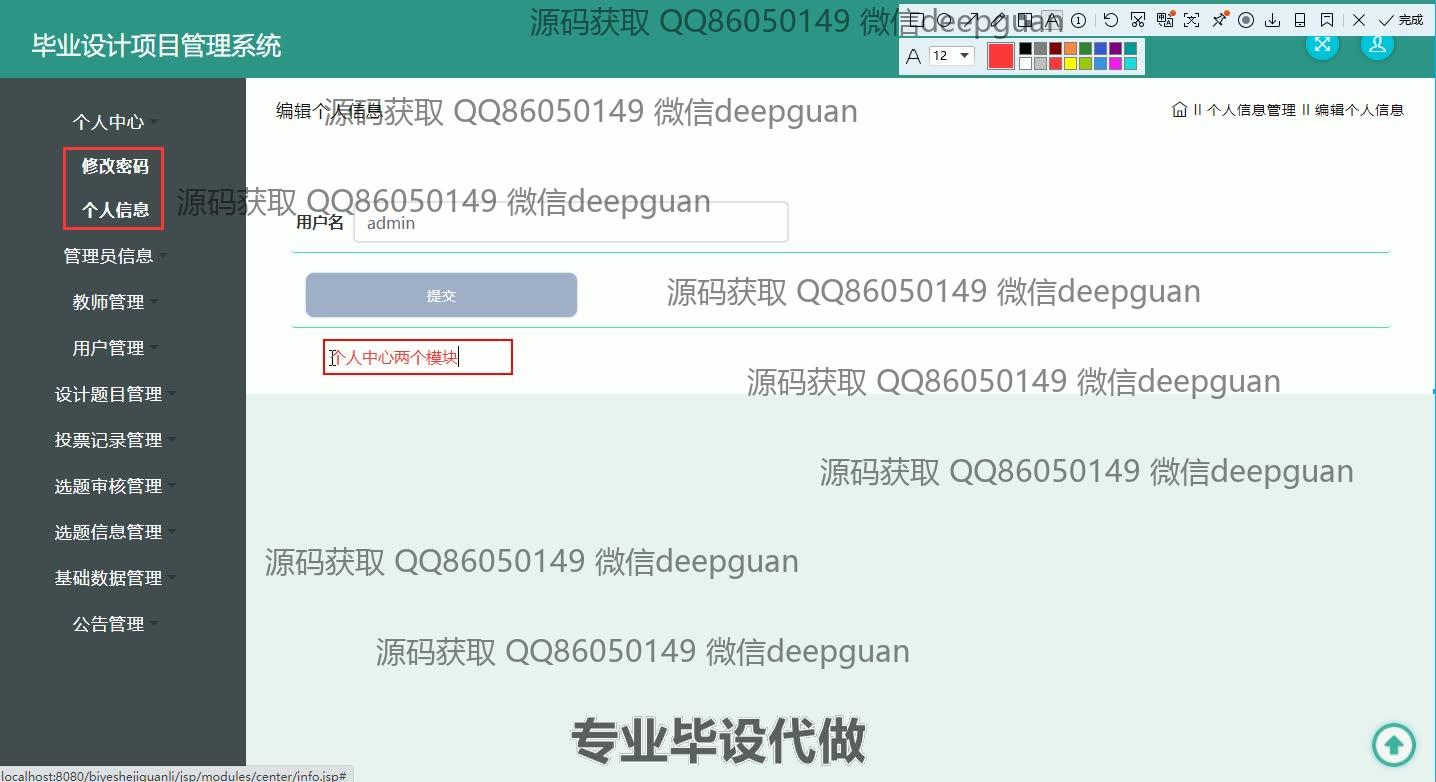 源码获取 QQ86050149 微信deepguan
完成
毕业设计项目管理系统
A 12
个人中心
修改密码
个人信息
管理员信息
教师管理
用户管理
设计题目管理
投票记录管理
选题审核管理
选题信息管理
基础数据管理
公告管理
编辑个人信息
源码获取 QQ86050149 微信deepguan
个人信息管理 II 编辑个人信息
源码获取 QQ86050149 微信deepguan
用户名 admin
提交
源码获取 QQ86050149 微信deepguan
个人中心两个模块
源码获取 QQ86050149 微信deepguan
源码获取 QQ86050149 微信deepguan
源码获取 QQ86050149 微信deepguan
源码获取 QQ86050149 微信deepguan
专业毕设代做
localhost:8080/biyeshejiguanli/jsp/modules/center/info.jsp#